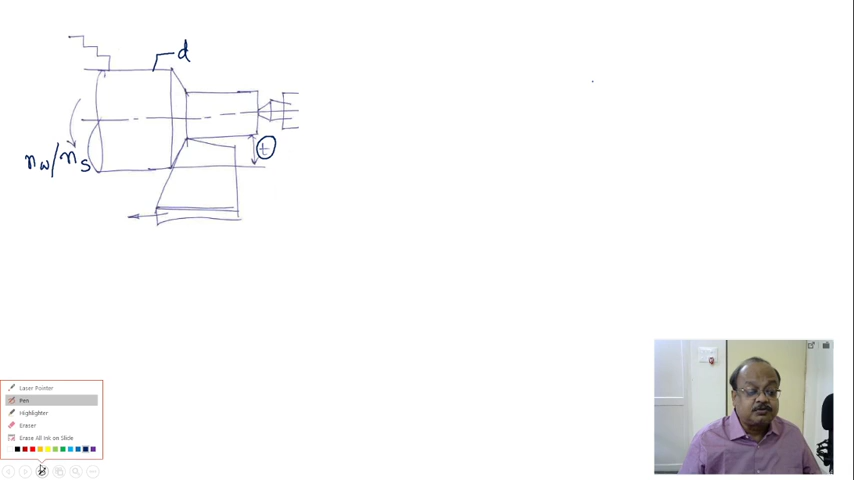 d
t
nw/ns
Laser Pointer
Pen
Highlighter
Eraser
Erase All Ink on Slide